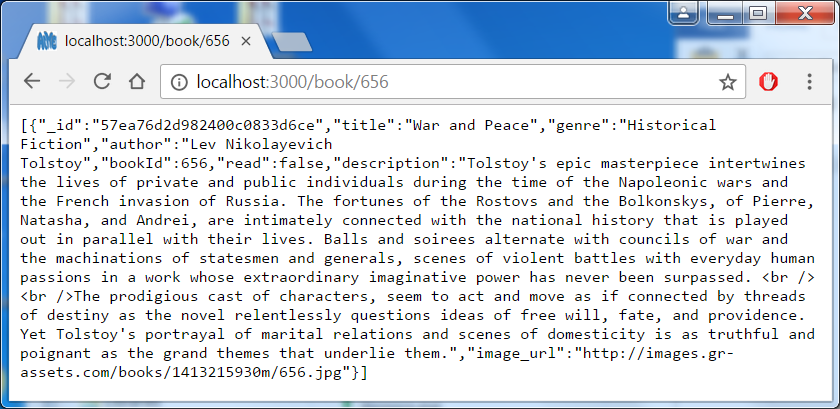 localhost:3000/book/656
localhost:3000/book/656
[{"_id":"57ea76d2d982400c0833d6ce","title":"War and Peace","genre":"Historical
Fiction","author":"Lev Nikolayevich
Tolstoy","bookId":656,"read":false,"description":"Tolstoy's epic masterpiece intertwines
the lives of private and public individuals during the time of the Napoleonic wars and
the French invasion of Russia. The fortunes of the Rostovs and the Bolkonskys, of Pierre,
Natasha, and Andrei, are intimately connected with the national history that is played
out in parallel with their lives. Balls and soirees alternate with councils of war and
the machinations of statesmen and generals, scenes of violent battles with everyday human
passions in a work whose extraordinary imaginative power has never been surpassed. <br />
<br />The prodigious cast of characters, seem to act and move as if connected by threads
of destiny as the novel relentlessly questions ideas of free will, fate, and providence.
Yet Tolstoy's portrayal of marital relations and scenes of domesticity is as truthful and
poignant as the grand themes that underlie them.","image_url":"http://images.gr-
assets.com/books/1413215930m/656.jpg"}]